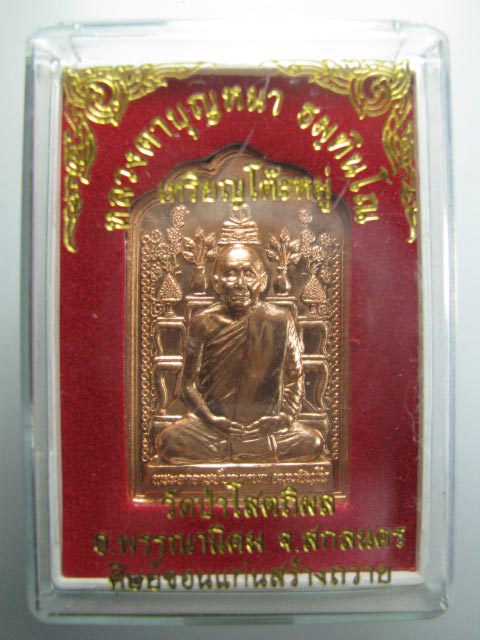 หลวงตาบุญหนา ธมฺมทินฺโน
เหรียญโต๊ะหมู่
วัดป่าโสตถิผล
อ.พรรณานิคม จ.สกลนคร
ศิษย์ขอนแก่นสร้างถวาย